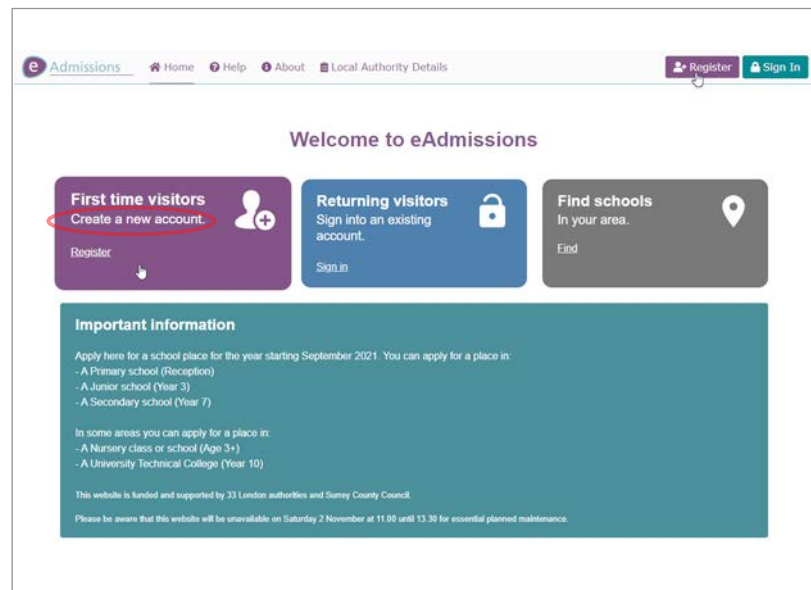 e Admissions Home Help About Local Authority Details Register Sign In
Welcome to eAdmissions
First time visitors
Create a new account.
Register
Returning visitors
Sign into an existing
account.
Sign in
Find schools
In your area.
Find
Important information
Apply here for a school place for the year starting September 2021. You can apply for a place in:
- A Primary school (Reception)
- A Junior school (Year 3)
- A Secondary school (Year 7)
In some areas you can apply for a place in:
- A Nursery class or school (Age 3+)
- A University Technical College (Year 10)
This website is funded and supported by 33 London authorities and Surrey County Council.
Please be aware that this website will be unavailable on Saturday 2 November at 11.00 until 13.30 for essential planned maintenance.